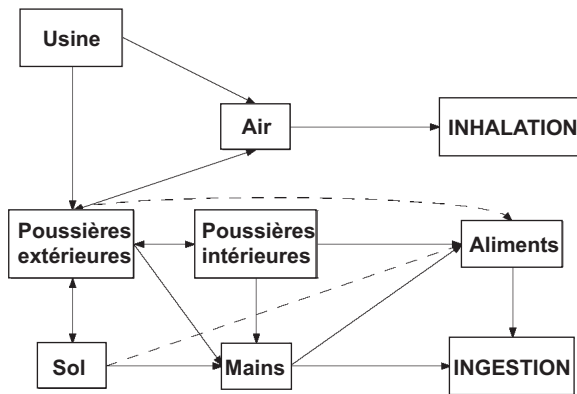 Usine
Air
INHALATION
Poussières
extérieures
Poussières
intérieures
Aliments
Sol
Mains
INGESTION